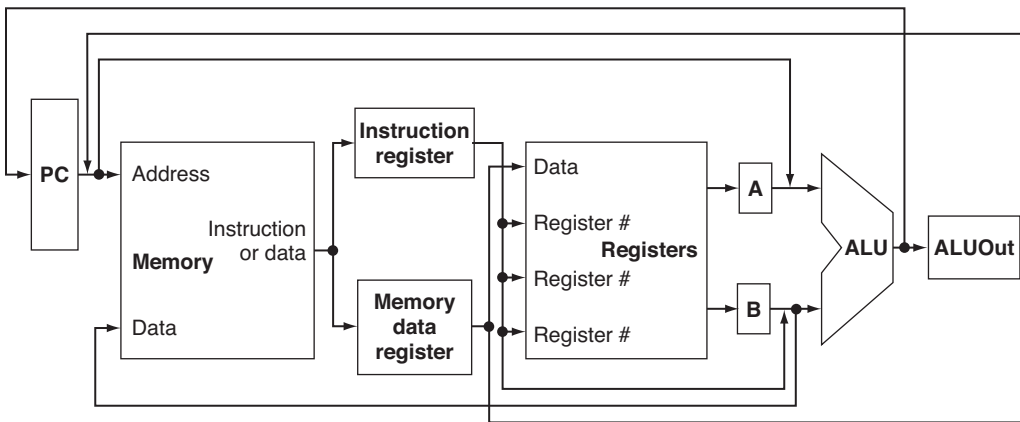 PC
Address
Memory
Instruction
or data
Data
Instruction
register
Memory
data
register
Data
Register #
Registers
Register #
Register #
A
B
ALU
ALUOut